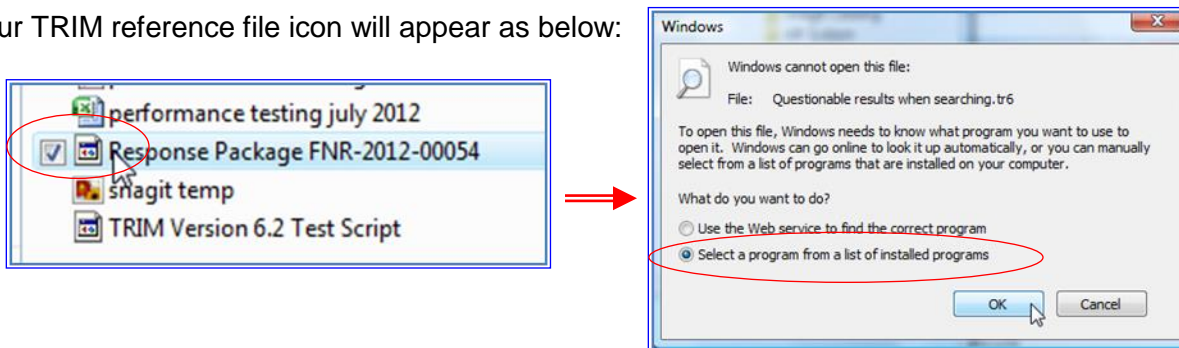 ur TRIM reference file icon will appear as below:
performance testing july 2012
Response Package FNR-2012-00054
snagit temp
TRIM Version 6.2 Test Script
Windows
Windows cannot open this file:
File: Questionable results when searching.tr6
To open this file, Windows needs to know what program you want to use to
open it. Windows can go online to look it up automatically, or you can manually
select from a list of programs that are installed on your computer.
What do you want to do?
Use the Web service to find the correct program
Select a program from a list of installed programs
OK Cancel